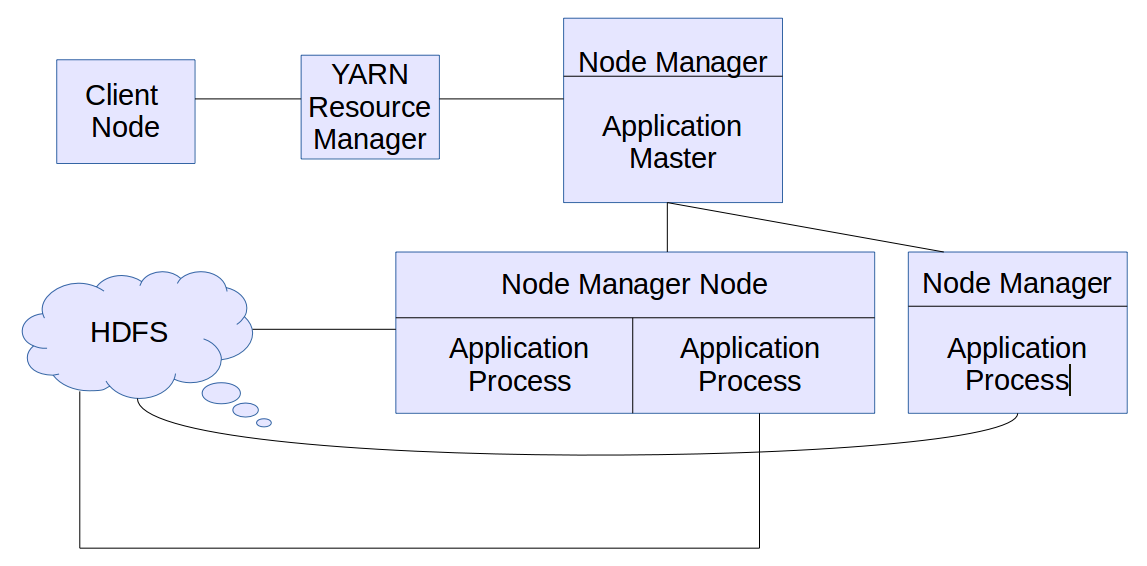 Client
Node
YARN
Resource
Manager
Node Manager
Application
Master
HDFS
Node Manager Node
Application
Process
Application
Process
Node Manager
Application
Process